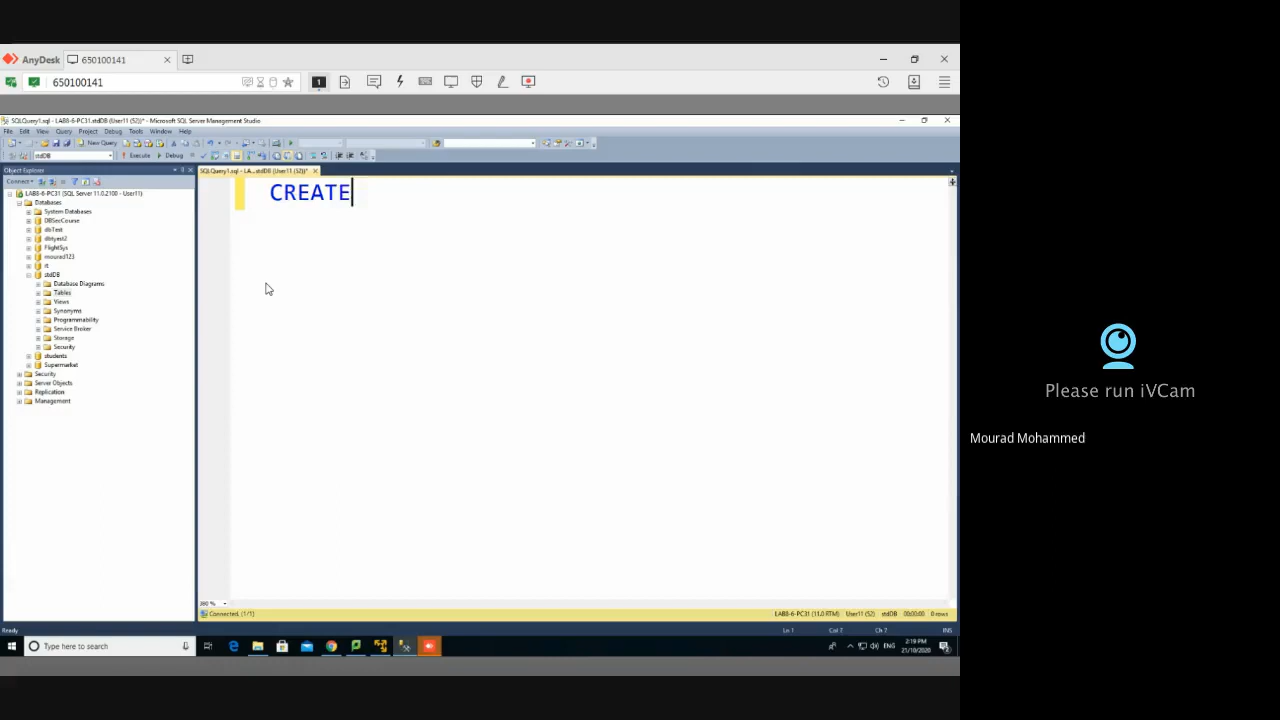 AnyDesk
650100141
650100141
1
SQLQuery1.sql - LAB8-6-PC31.stdDB (User11 (52))* - Microsoft SQL Server Management Studio
File Edit View Query Project Debug Tools Window Help
New Query
stdDB
Execute
Debug
Object Explorer
SQLQuery1.sql - LA...stdDB (User11 (52))*
Connect
LAB8-6-PC31 (SQL Server 11.0.2100 - User11)
Databases
System Databases
DBSecCourse
dbTest
dbtyest2
FlightSys
mourad123
rt
stdDB
Database Diagrams
Tables
Views
Synonyms
Programmability
Service Broker
Storage
Security
students
Supermarket
Security
Server Objects
Replication
Management
CREATE
380 %
Connected. (1/1)
LAB8-6-PC31 (11.0 RTM) User11 (52) stdDB 00:00:00 0 rows
Ready
Ln 1 Col 7 Ch 7 INS
Type here to search
ENG
2:19 PM
21/10/2020
Please run iVCam
Mourad Mohammed